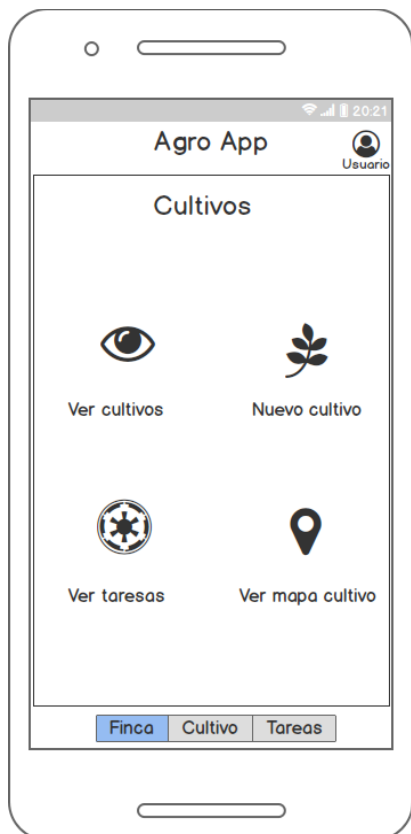 20:21
Agro App
Usuario
Cultivos
Ver cultivos
Nuevo cultivo
Ver taresas
Ver mapa cultivo
Finca Cultivo Tareas